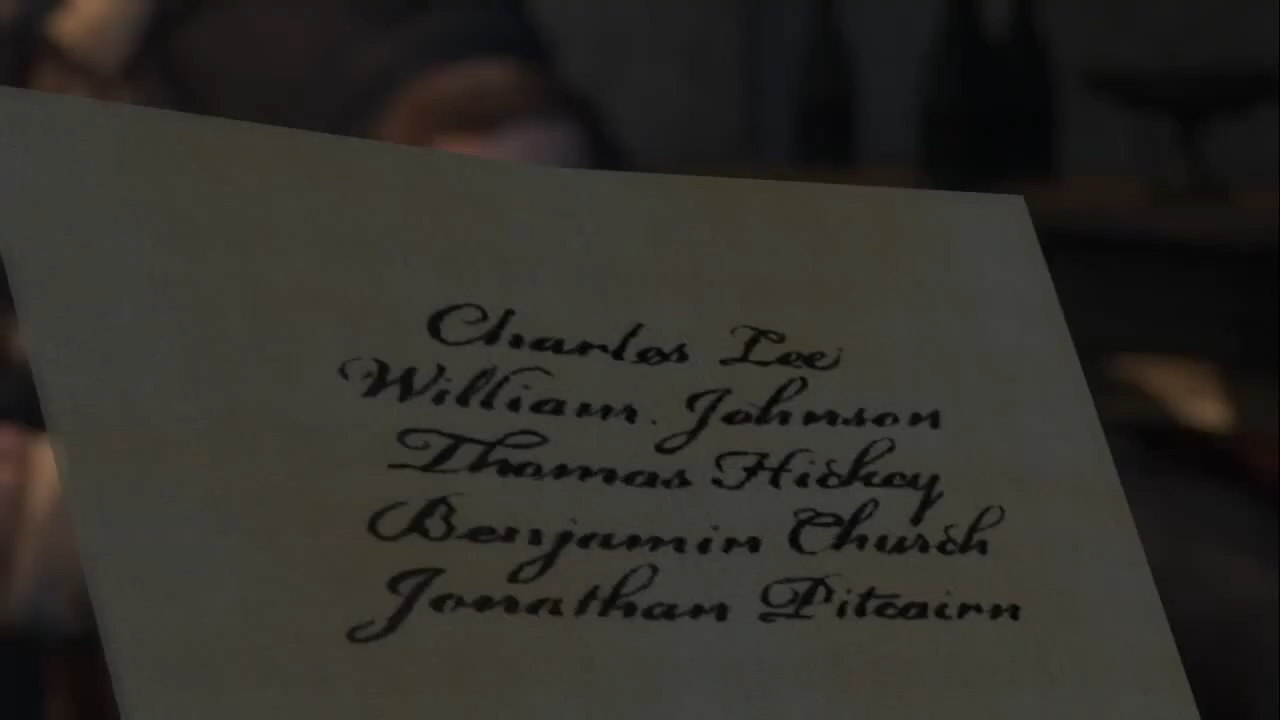 Charles Lee
William Johnson
Thomas Hickey
Benjamin Church
Jonathan Pitcairn